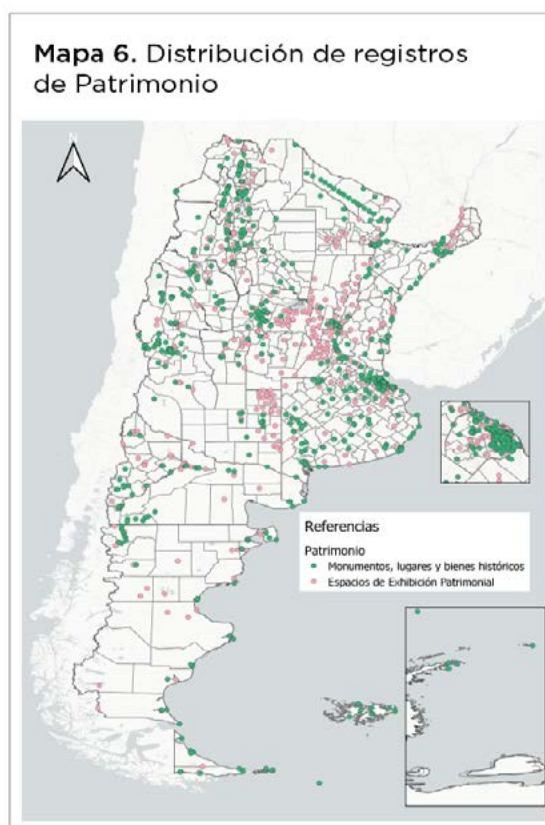 Mapa 6. Distribución de registros
de Patrimonio
N
Referencias
Patrimonio
Monumentos, lugares y bienes históricos
Espacios de Exhibición Patrimonial